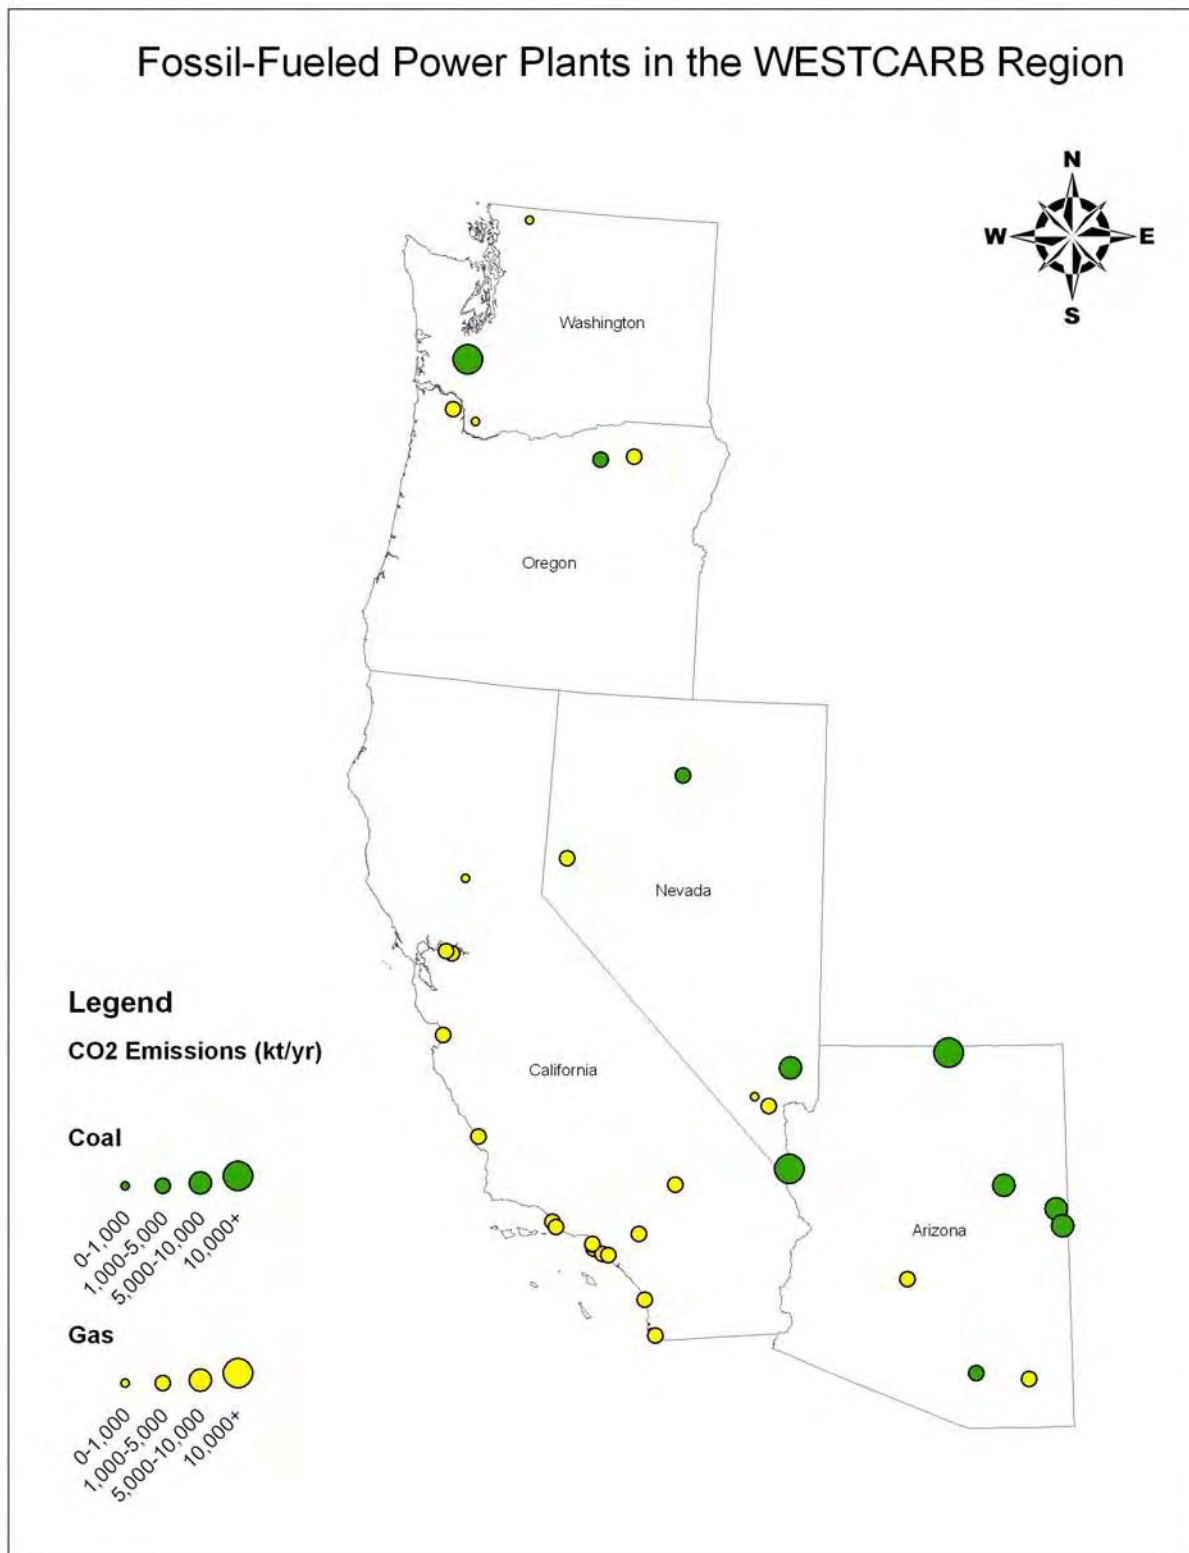 Fossil-Fueled Power Plants in the WESTCARB Region
N
W
E
S
Washington
Oregon
Nevada
California
Arizona
Legend
CO2 Emissions (kt/yr)
Coal
0-1,000
1,000-5,000
5,000-10,000
10,000+
Gas
0-1,000
1,000-5,000
5,000-10,000
10,000+